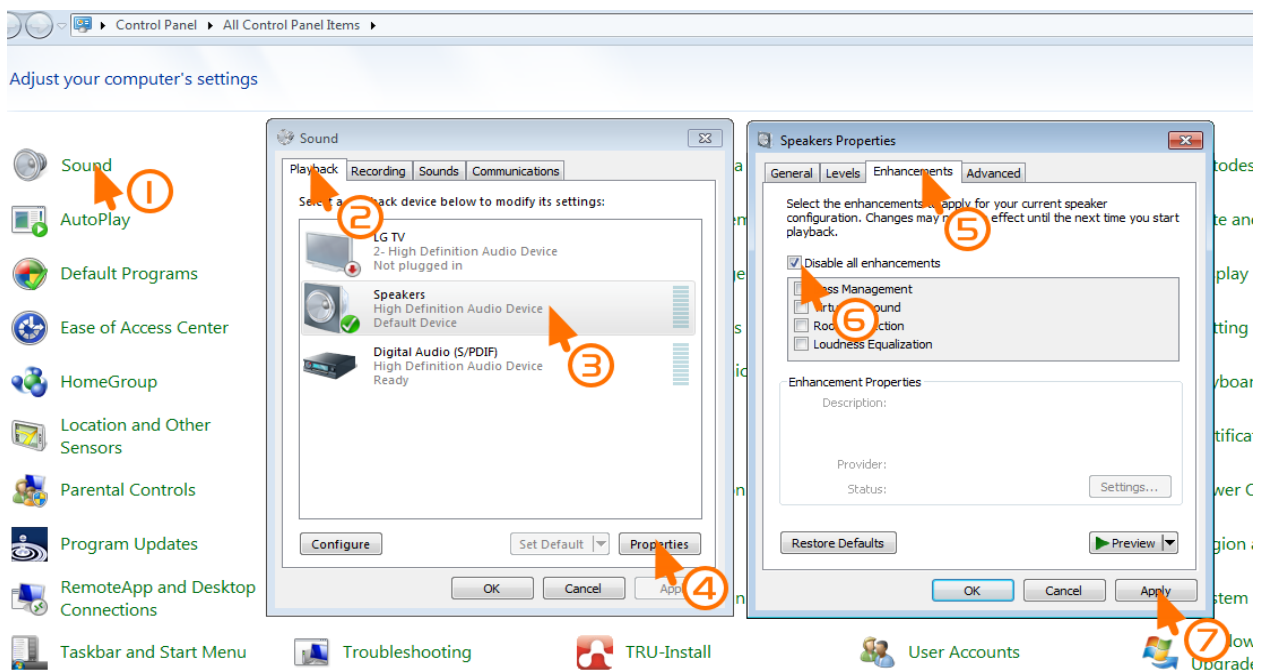 Control Panel All Control Panel Items
Adjust your computer's settings
Sound
AutoPlay
Default Programs
Ease of Access Center
HomeGroup
Location and Other
Sensors
Parental Controls
Program Updates
RemoteApp and Desktop
Connections
Taskbar and Start Menu
Troubleshooting
TRU-Install
User Accounts
1
Sound
Playback Recording Sounds Communications
2
device below to modify its settings:
LG TV
2- High Definition Audio Device
Not plugged in
Speakers
High Definition Audio Device
Default Device
Digital Audio (S/PDIF)
High Definition Audio Device
Ready
3
Configure Set Default Properties
OK Cancel
4
Speakers Properties
General Levels Enhancements Advanced
Select the enhancements to apply for your current speaker
configuration. Changes may effect until the next time you start
playback.
5
Disable all enhancements
Management
6
Loudness Equalization
Enhancement Properties
Description:
Provider:
Status:
Settings...
Restore Defaults Preview
OK Cancel Apply
7